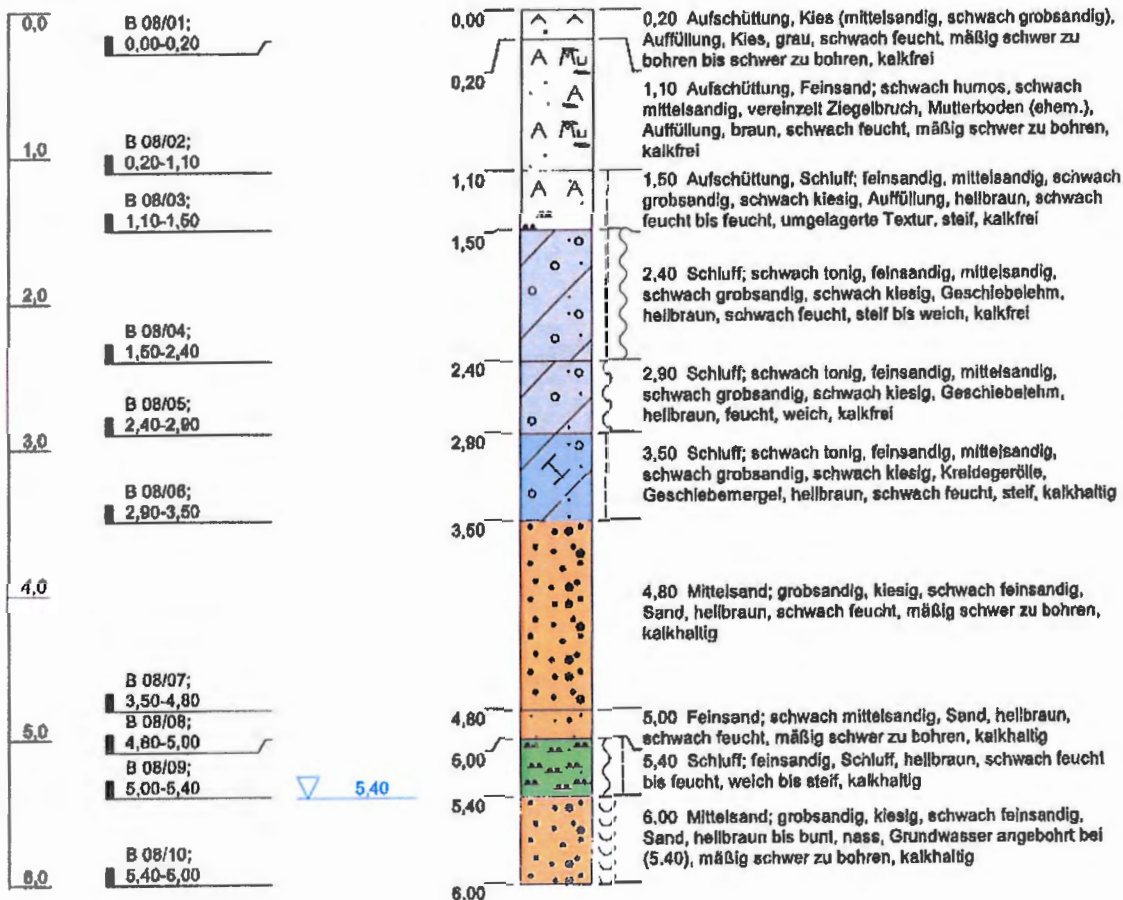 0,0
1,0
2,0
3,0
4,0
5,0
6,0
B 08/01;
0,00-0,20
B 08/02;
0,20-1,10
B 08/03;
1,10-1,50
B 08/04;
1,50-2,40
B 08/05;
2,40-2,90
B 08/06;
2,90-3,50
B 08/07;
3,50-4,80
B 08/08;
4,80-5,00
B 08/09;
5,00-5,40
B 08/10;
5,40-6,00
5,40
0,00
0,20
1,10
1,50
2,40
2,90
3,50
4,80
5,00
5,40
6,00
A A
A Mu
A
A Mu
A A
0,20 Aufschüttung, Kies (mittelsandig, schwach grobsandig),
Auffüllung, Kies, grau, schwach feucht, mäßig schwer zu
bohren bis schwer zu bohren, kalkfrei
1,10 Aufschüttung, Feinsand; schwach humos, schwach
mittelsandig, vereinzelt Ziegelbruch, Mutterboden (ehem.),
Auffüllung, braun, schwach feucht, mäßig schwer zu bohren,
kalkfrei
1,50 Aufschüttung, Schluff; feinsandig, mittelsandig, schwach
grobsandig, schwach kiesig, Auffüllung, hellbraun, schwach
feucht bis feucht, umgelagerte Textur, steif, kalkfrei
2,40 Schluff; schwach tonig, feinsandig, mittelsandig,
schwach grobsandig, schwach kiesig, Geschiebelehm,
hellbraun, schwach feucht, steif bis weich, kalkfrei
2,90 Schluff; schwach tonig, feinsandig, mittelsandig,
schwach grobsandig, schwach kiesig, Geschiebelehm,
hellbraun, feucht, weich, kalkfrei
3,50 Schluff; schwach tonig, feinsandig, mittelsandig,
schwach grobsandig, schwach kiesig, Kreidegerölle,
Geschiebemergel, hellbraun, schwach feucht, steif, kalkhaltig
4,80 Mittelsand; grobsandig, kiesig, schwach feinsandig,
Sand, hellbraun, schwach feucht, mäßig schwer zu bohren,
kalkhaltig
5,00 Feinsand; schwach mittelsandig, Sand, hellbraun,
schwach feucht, mäßig schwer zu bohren, kalkhaltig
5,40 Schluff; feinsandig, Schluff, hellbraun, schwach feucht
bis feucht, weich bis steif, kalkhaltig
6,00 Mittelsand; grobsandig, kiesig, schwach feinsandig,
Sand, hellbraun bis bunt, nass, Grundwasser angebohrt bei
(5.40), mäßig schwer zu bohren, kalkhaltig